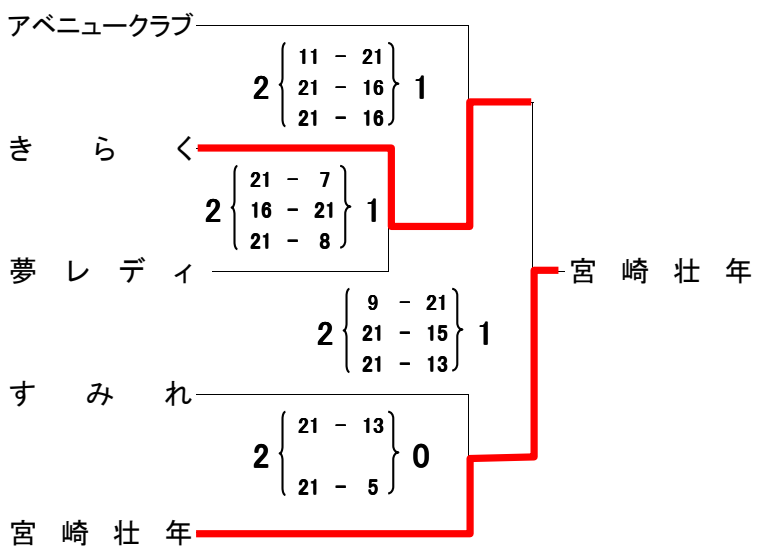 アベニュークラブ
11 － 21
2 21 － 16 1
21 － 16
きらく
21 － 7
2 16 － 21 1
21 － 8
夢レディ
宮崎壮年
9 － 21
2 21 － 15 1
21 － 13
すみれ
21 － 13
2 0
21 － 5
宮崎壮年